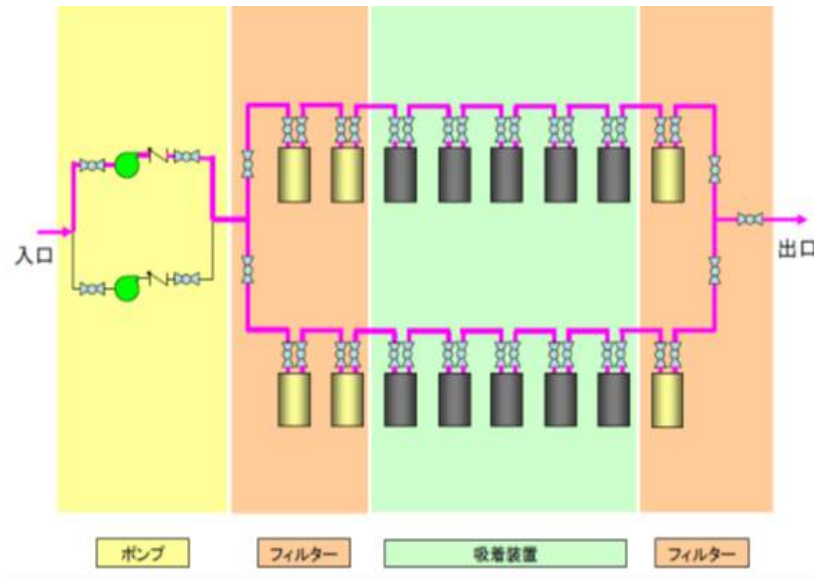 入口
出口
ポンプ
フィルター
吸着装置
フィルター